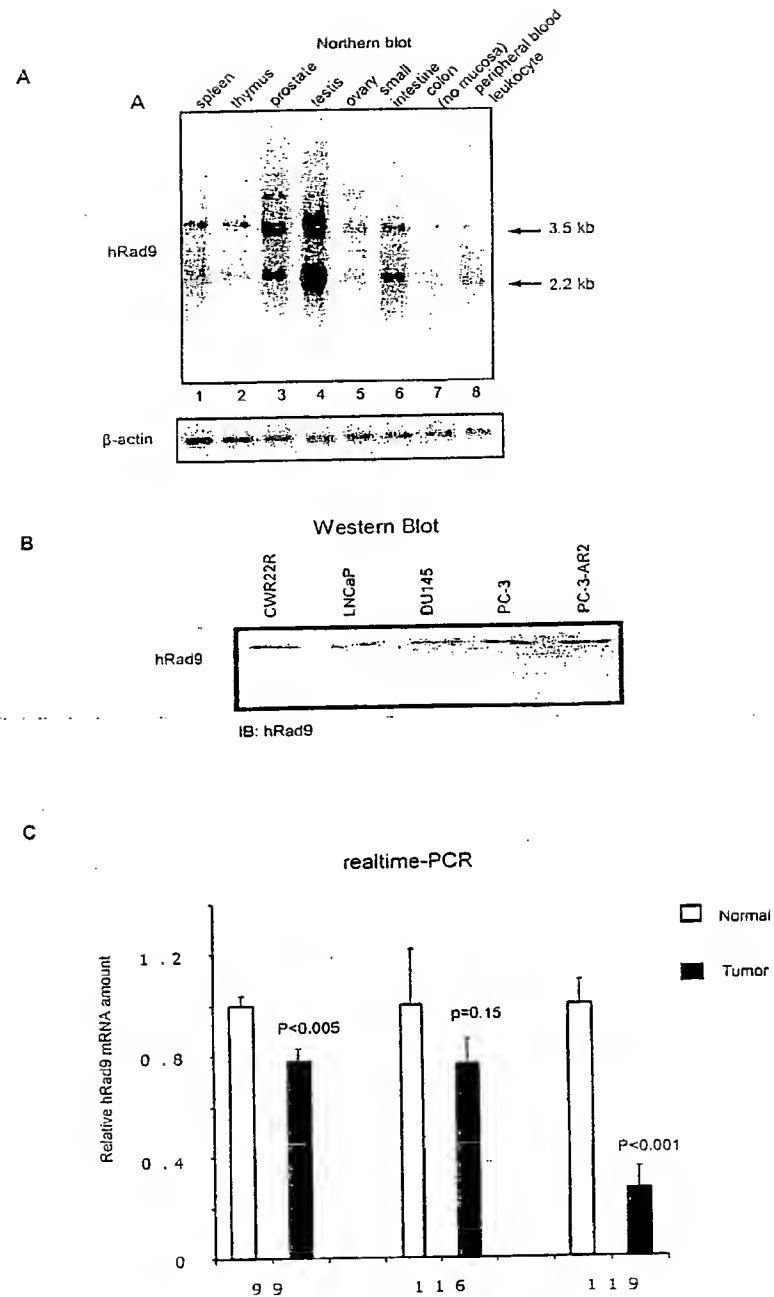 Northern blot
A
A
spleen
thymus
prostate
testis
ovary
small
intestine
colon
(no mucosa)
peripheral blood
leukocyte
hRad9
3.5 kb
2.2 kb
1 2 3 4 5 6 7 8
β-actin
B
Western Blot
CWR22R
LNCaP
DU145
PC-3
PC-3-AR2
hRad9
IB: hRad9
C
realtime-PCR
Normal
Tumor
Relative hRad9 mRNA amount
1 . 2
0 . 8
0 . 4
0
P<0.005
p=0.15
P<0.001
9 9
1 1 6
1 1 9